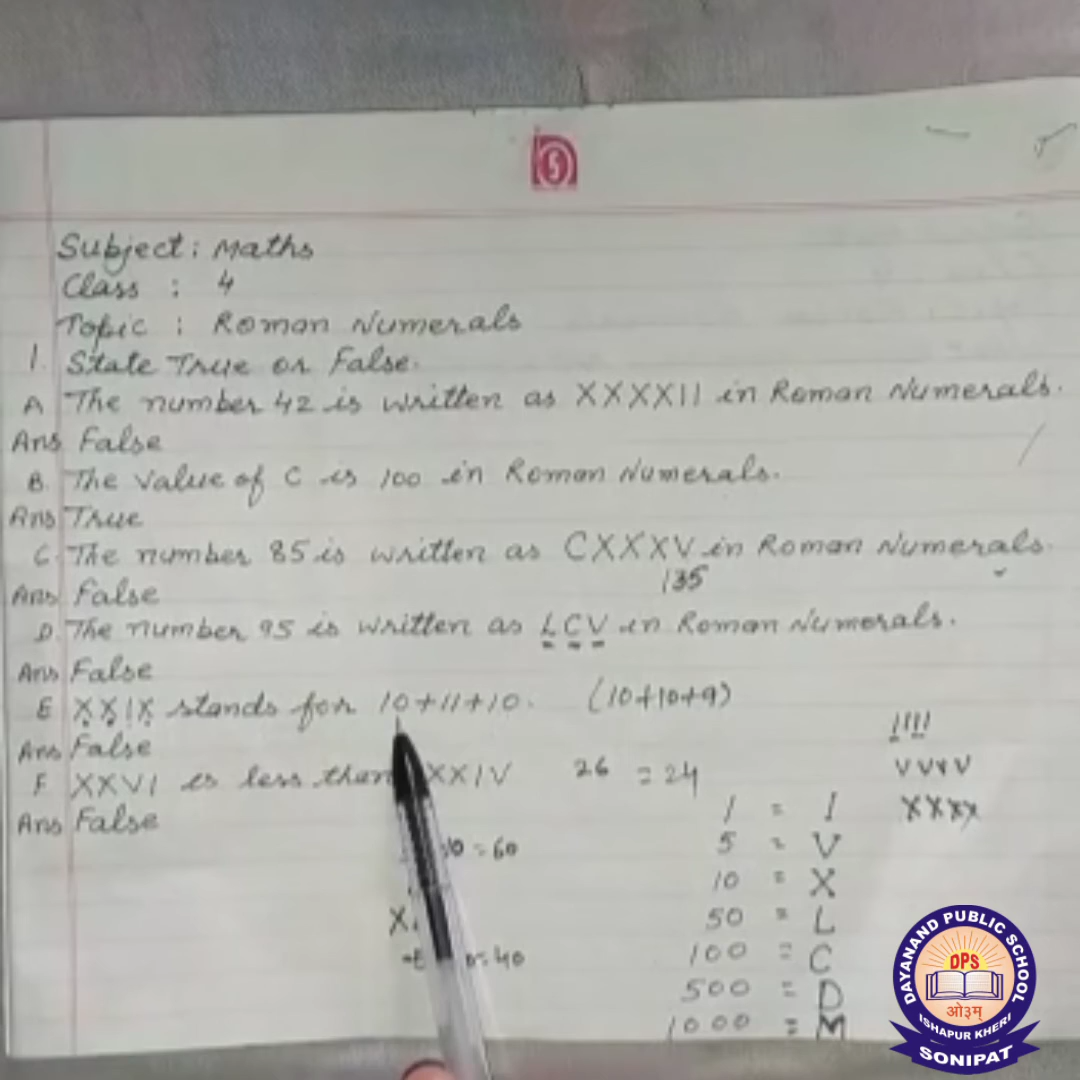 Subject: Maths
Class : 4
Topic : Roman Numerals
1. State True or False.
A The number 42 is written as XXXXII in Roman Numerals.
Ans False
B. The Value of C is 100 in Roman Numerals.
Ans True
C. The number 85 is written as CXXXV in Roman Numerals.
135
Ans False
D. The number 95 is written as LCV in Roman Numerals.
Ans False
E XXIX stands for 10+11+10. (10+10+9)
Ans False
F. XXVI is less than XXIV 26 = 24
Ans False
IIII
VVVV
XXXX
10 = 60
X
= 40
1 = I
5 = V
10 = X
50 = L
100 = C
500 = D
1000 = M
DAYANAND PUBLIC SCHOOL
DPS
ओ३म्
ISHAPUR KHERI
SONIPAT